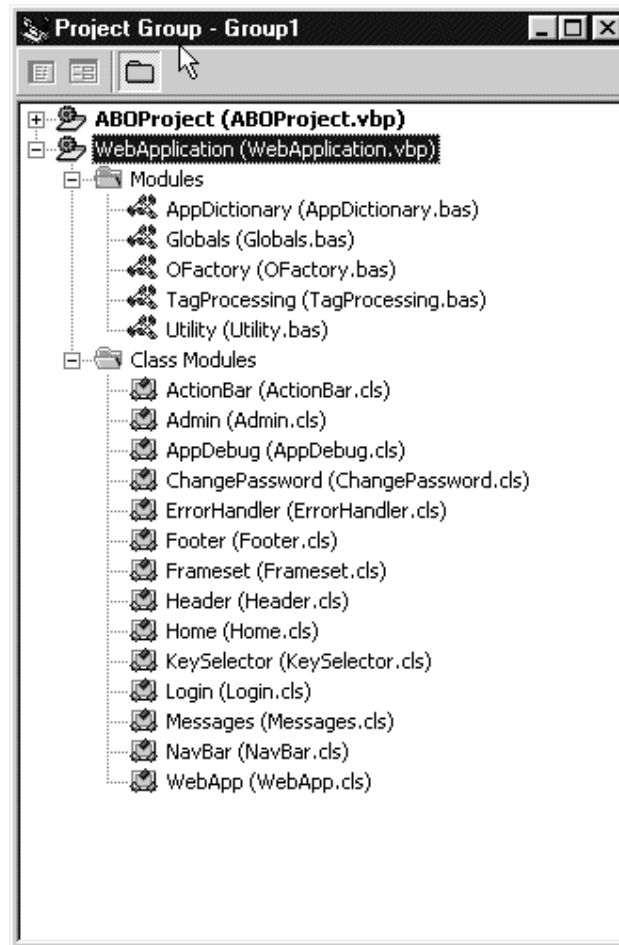 Project Group - Group1
ABOProject (ABOProject.vbp)
WebApplication (WebApplication.vbp)
Modules
AppDictionary (AppDictionary.bas)
Globals (Globals.bas)
OFactory (OFactory.bas)
TagProcessing (TagProcessing.bas)
Utility (Utility.bas)
Class Modules
ActionBar (ActionBar.cls)
Admin (Admin.cls)
AppDebug (AppDebug.cls)
ChangePassword (ChangePassword.cls)
ErrorHandler (ErrorHandler.cls)
Footer (Footer.cls)
Frameset (Frameset.cls)
Header (Header.cls)
Home (Home.cls)
KeySelector (KeySelector.cls)
Login (Login.cls)
Messages (Messages.cls)
NavBar (NavBar.cls)
WebApp (WebApp.cls)